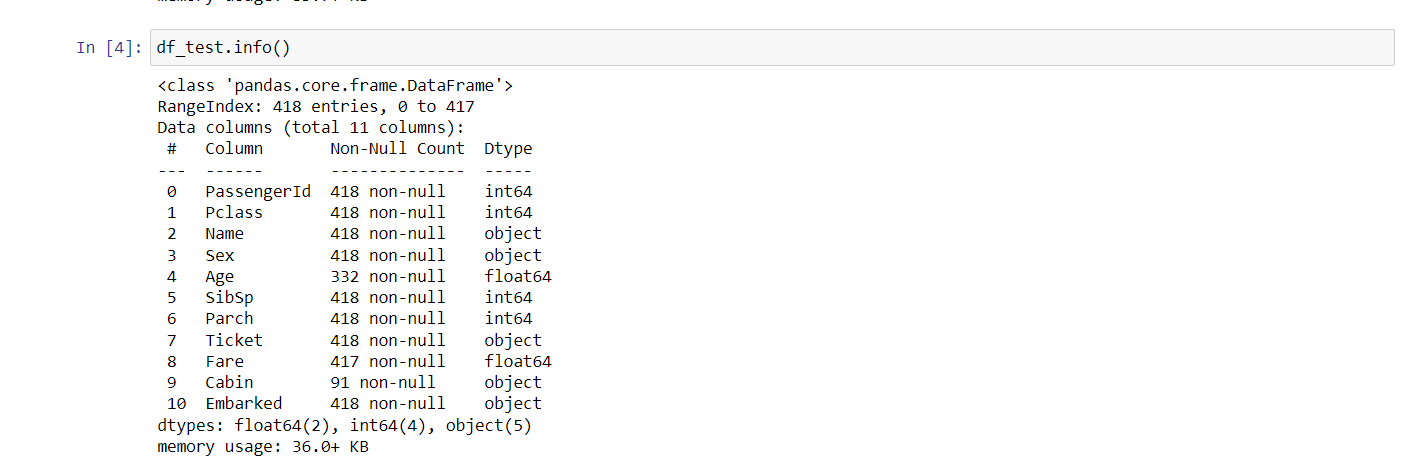 In [4]: df_test.info()
<class 'pandas.core.frame.DataFrame'>
RangeIndex: 418 entries, 0 to 417
Data columns (total 11 columns):
 #   Column       Non-Null Count  Dtype
---  ------       --------------  -----
 0   PassengerId  418 non-null    int64
 1   Pclass       418 non-null    int64
 2   Name         418 non-null    object
 3   Sex          418 non-null    object
 4   Age          332 non-null    float64
 5   SibSp        418 non-null    int64
 6   Parch        418 non-null    int64
 7   Ticket       418 non-null    object
 8   Fare         417 non-null    float64
 9   Cabin        91 non-null     object
 10  Embarked     418 non-null    object
dtypes: float64(2), int64(4), object(5)
memory usage: 36.0+ KB